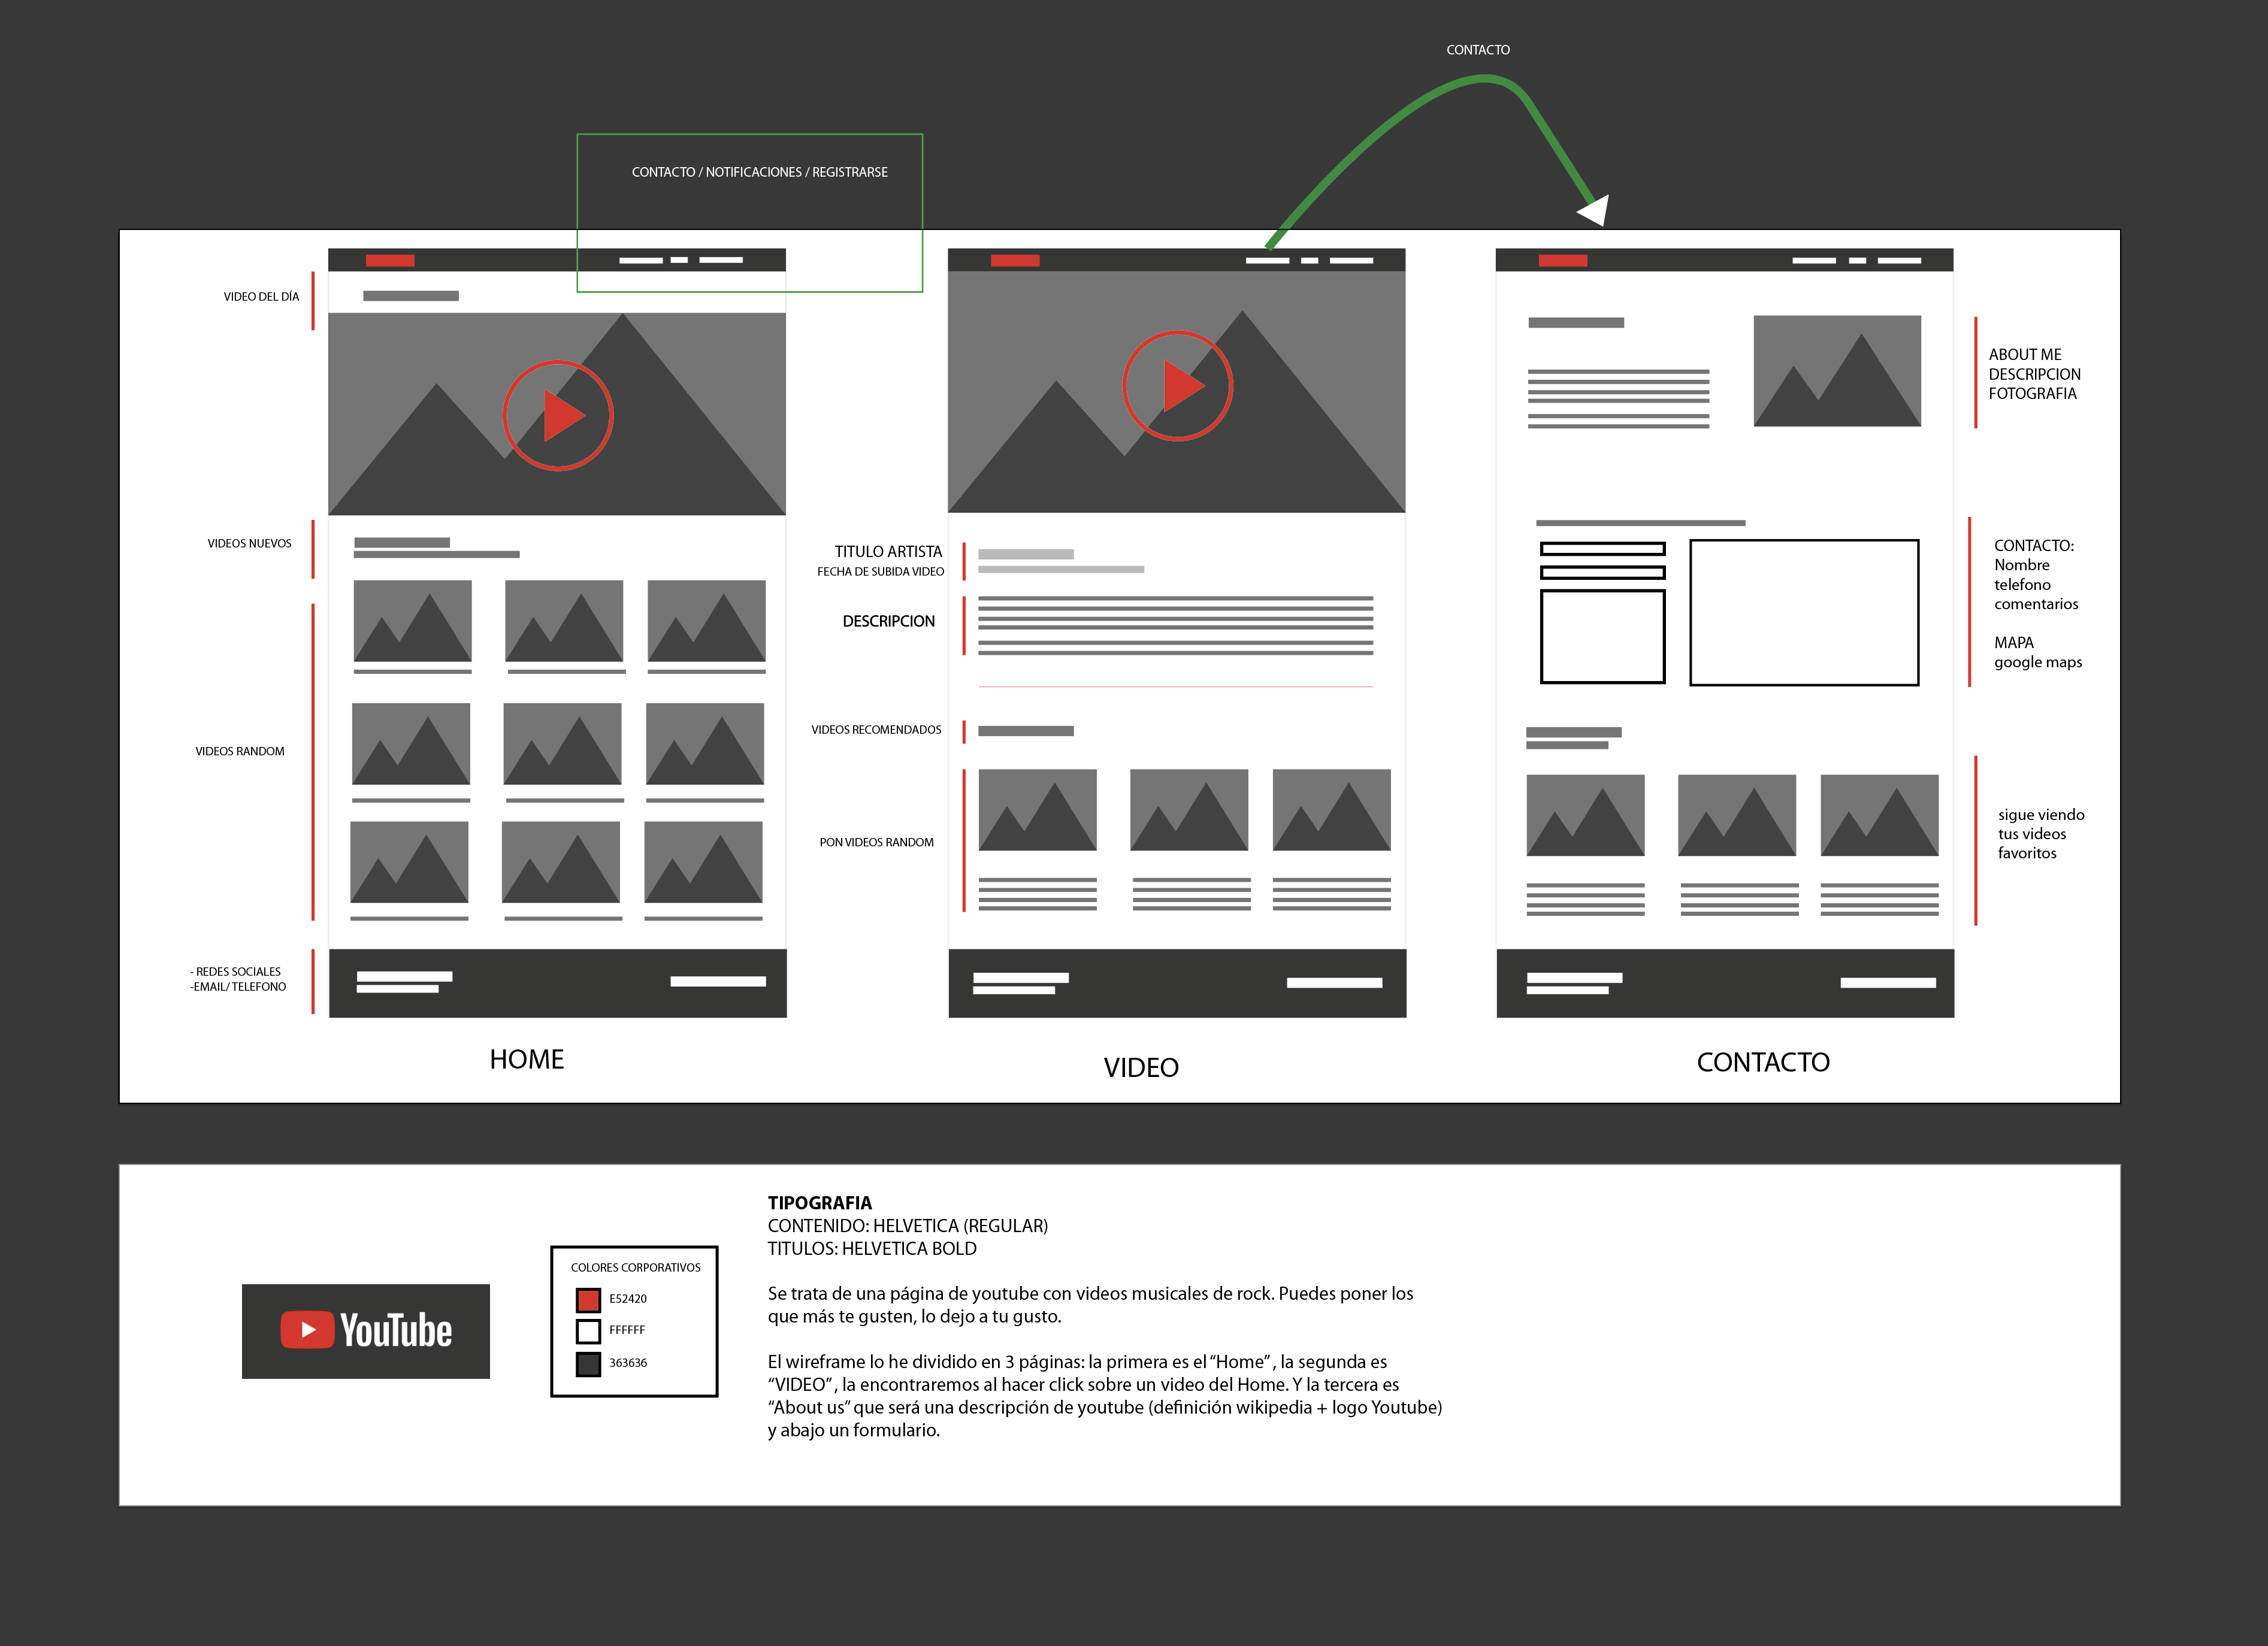 CONTACTO
CONTACTO / NOTIFICACIONES / REGISTRARSE
VIDEO DEL DÍA
VIDEOS NUEVOS
VIDEOS RANDOM
- REDES SOCIALES
-EMAIL/ TELEFONO
HOME
TITULO ARTISTA
FECHA DE SUBIDA VIDEO
DESCRIPCION
VIDEOS RECOMENDADOS
PON VIDEOS RANDOM
VIDEO
ABOUT ME
DESCRIPCION
FOTOGRAFIA
CONTACTO:
Nombre
telefono
comentarios
MAPA
google maps
sigue viendo
tus videos
favoritos
CONTACTO
YouTube
COLORES CORPORATIVOS
E52420
FFFFFF
363636
TIPOGRAFIA
CONTENIDO: HELVETICA (REGULAR)
TITULOS: HELVETICA BOLD
Se trata de una página de youtube con videos musicales de rock. Puedes poner los
que más te gusten, lo dejo a tu gusto.
El wireframe lo he dividido en 3 páginas: la primera es el “Home” , la segunda es
“VIDEO” , la encontraremos al hacer click sobre un video del Home. Y la tercera es
“About us” que será una descripción de youtube (definición wikipedia + logo Youtube)
y abajo un formulario.